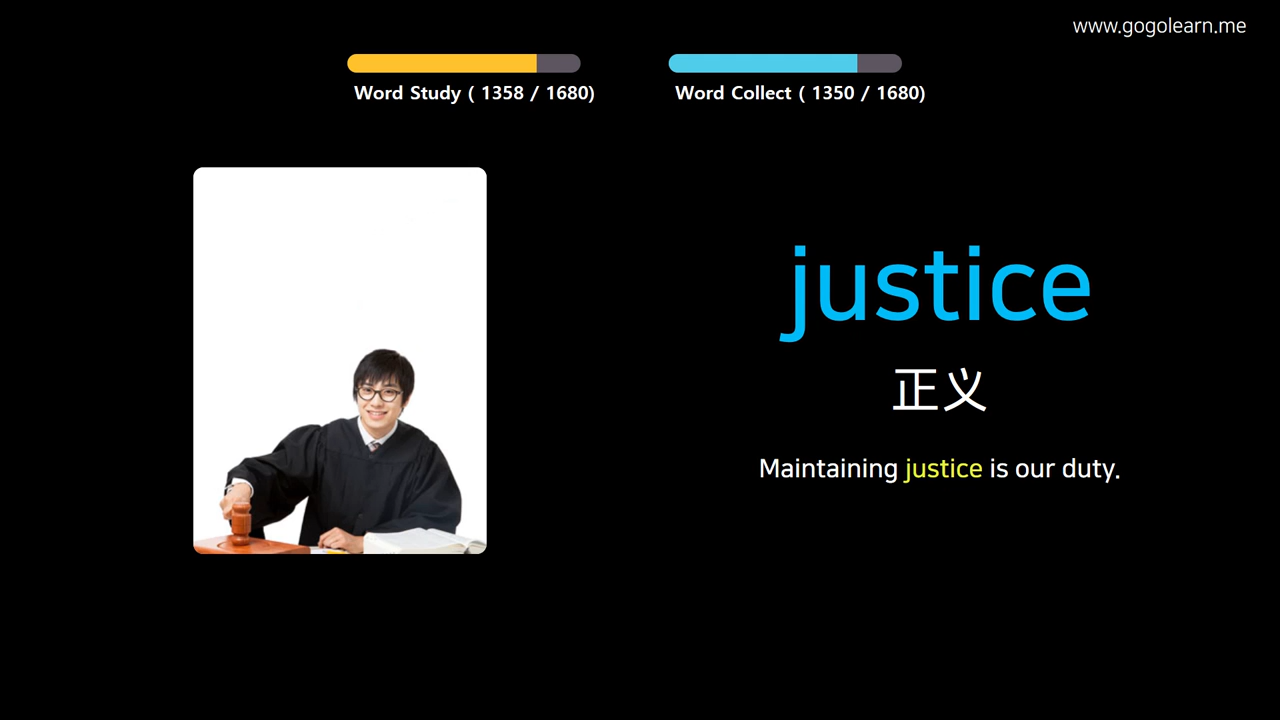 www.gogolearn.me
Word Study ( 1358 / 1680)
Word Collect ( 1350 / 1680)
justice
正义
Maintaining justice is our duty.